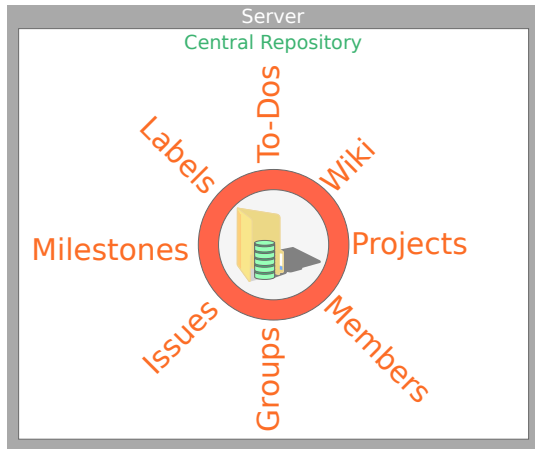 Server
Central Repository
To-Dos
Labels
Wiki
Milestones
Projects
Issues
Members
Groups